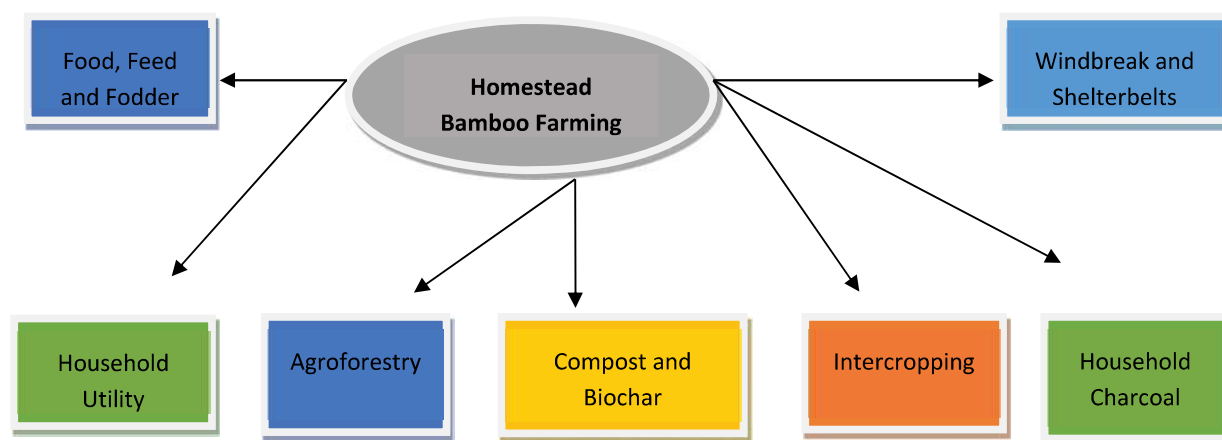 Food, Feed
and Fodder
Homestead
Bamboo Farming
Windbreak and
Shelterbelts
Household
Utility
Agroforestry
Compost and
Biochar
Intercropping
Household
Charcoal